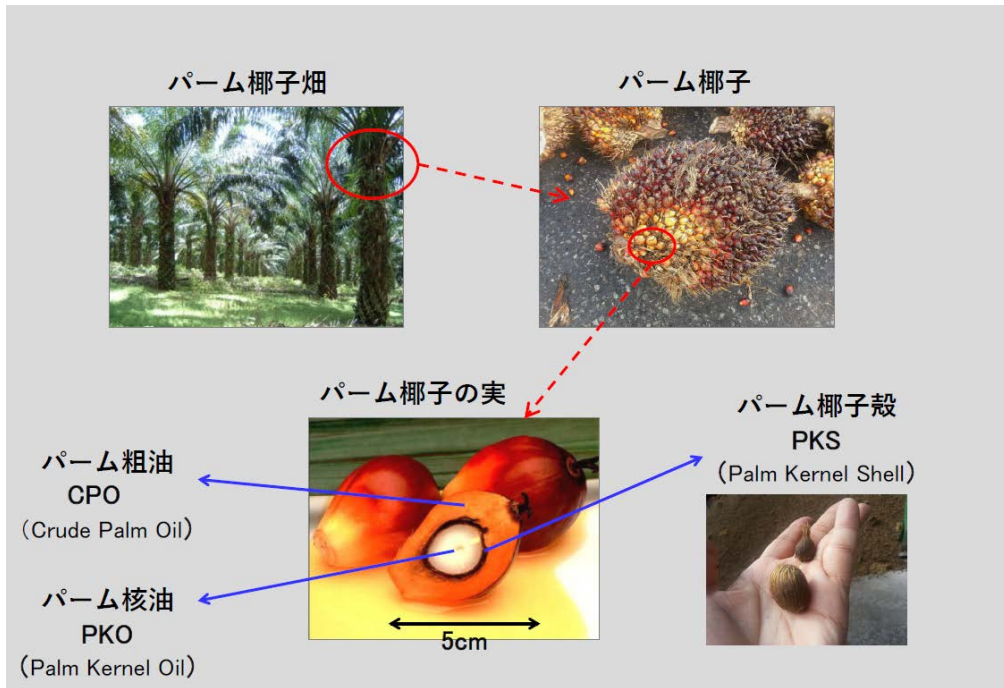 パーム椰子畑
パーム椰子
パーム椰子の実
パーム椰子殻
PKS
(Palm Kernel Shell)
パーム粗油
CPO
(Crude Palm Oil)
パーム核油
PKO
(Palm Kernel Oil)
5cm